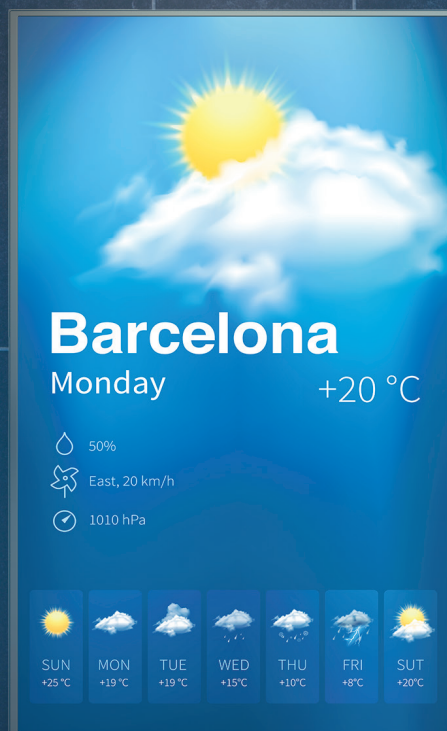 Barcelona
Monday
+20 °C
50%
East, 20 km/h
1010 hPa
SUN MON TUE WED THU FRI SUT
+25 °C +19 °C +19 °C +15°C +10°C +8°C +20°C